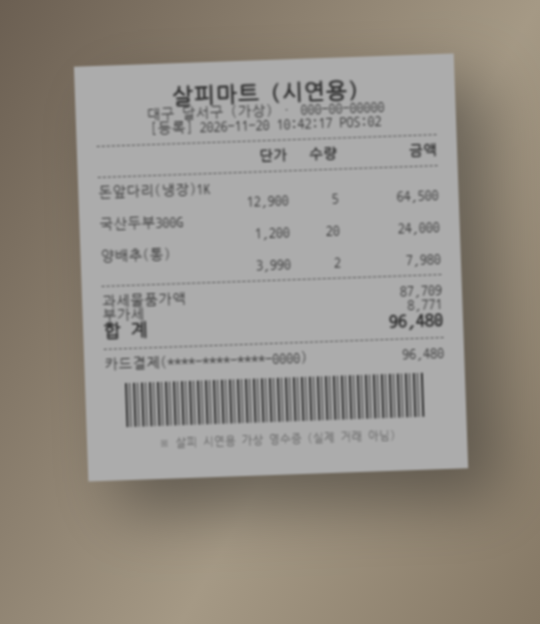 살피마트 (시연용)
대구 달서구 (가상) · 000-00-00000
[등록] 2026-11-20 10:42:17 POS:02
단가 수량 금액
돈앞다리(냉장)1K
12,900 5 64,500
국산두부300G
1,200 20 24,000
양배추(통)
3,990 2 7,980
과세물품가액 87,709
부가세 8,771
합 계 96,480
카드결제(****-****-****-0000) 96,480
※ 살피 시연용 가상 영수증 (실제 거래 아님)